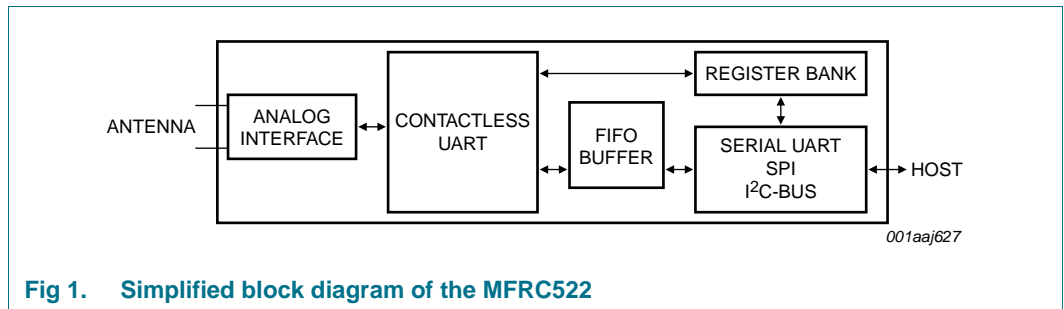 ANTENNA
ANALOG
INTERFACE
CONTACTLESS
UART
FIFO
BUFFER
REGISTER BANK
SERIAL UART
SPI
I2C-BUS
HOST
001aaj627
Fig 1. Simplified block diagram of the MFRC522